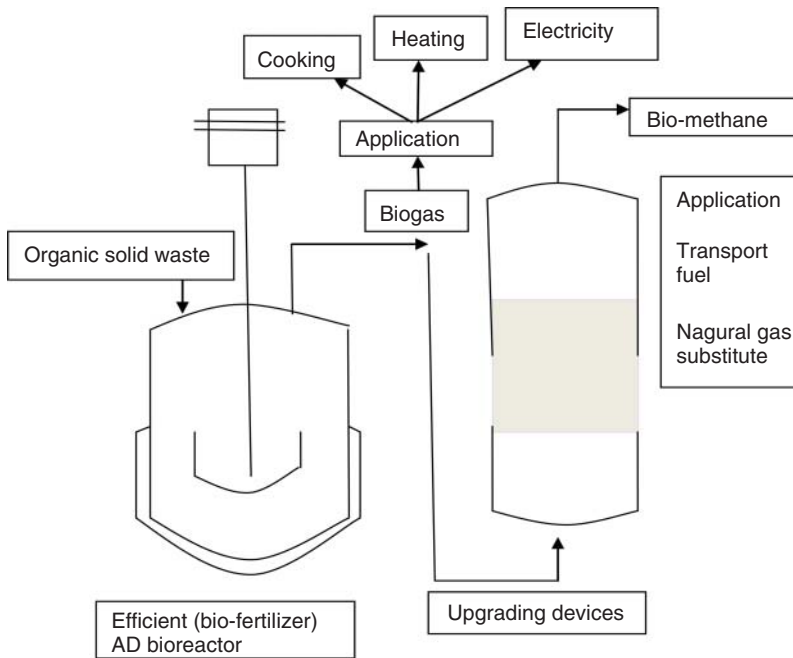 Heating
Electricity
Cooking
Application
Bio-methane
Biogas
Organic solid waste
Application
Transport
fuel
Nagural gas
substitute
Efficient (bio-fertilizer)
AD bioreactor
Upgrading devices